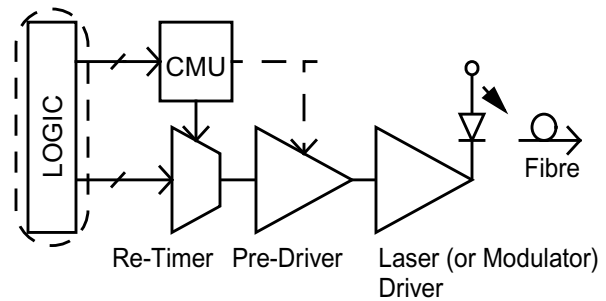 LOGIC
CMU
Fibre
Re-Timer
Pre-Driver
Laser (or Modulator)
Driver